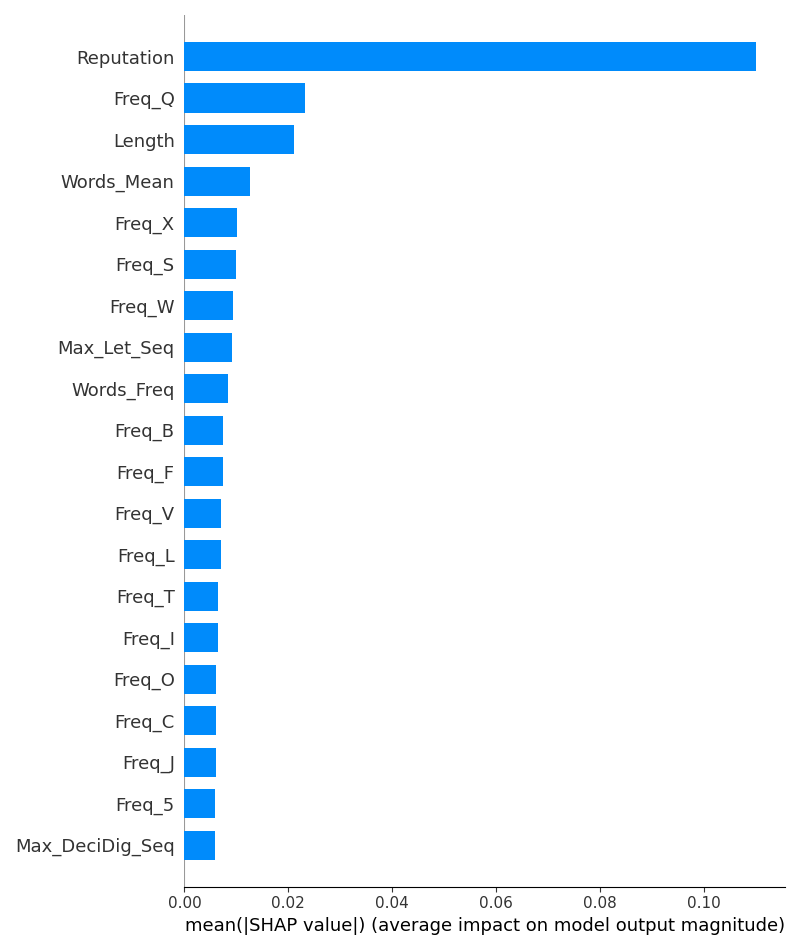 Reputation
Freq_Q
Length
Words_Mean
Freq_X
Freq_S
Freq_W
Max_Let_Seq
Words_Freq
Freq_B
Freq_F
Freq_V
Freq_L
Freq_T
Freq_I
Freq_O
Freq_C
Freq_J
Freq_5
Max_DeciDig_Seq
0.00 0.02 0.04 0.06 0.08 0.10
mean(|SHAP value|) (average impact on model output magnitude)